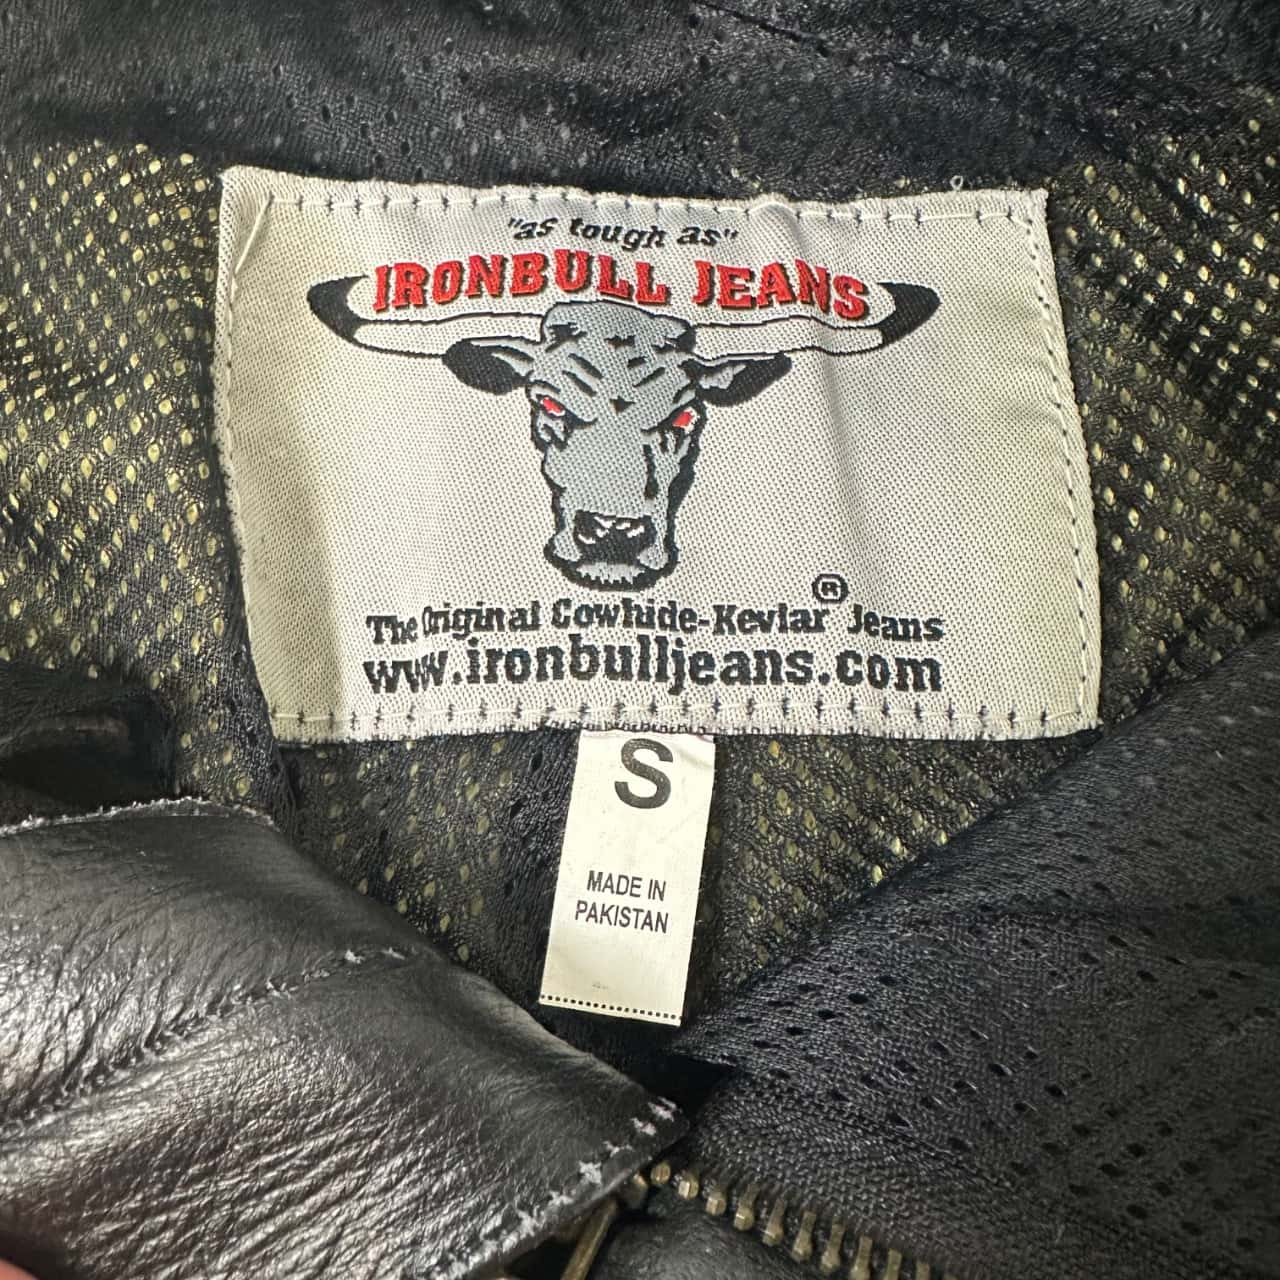 "as tough as"
IRONBULL JEANS
The Original Cowhide-Kevlar® Jeans
www.ironbulljeans.com
S
MADE IN
PAKISTAN